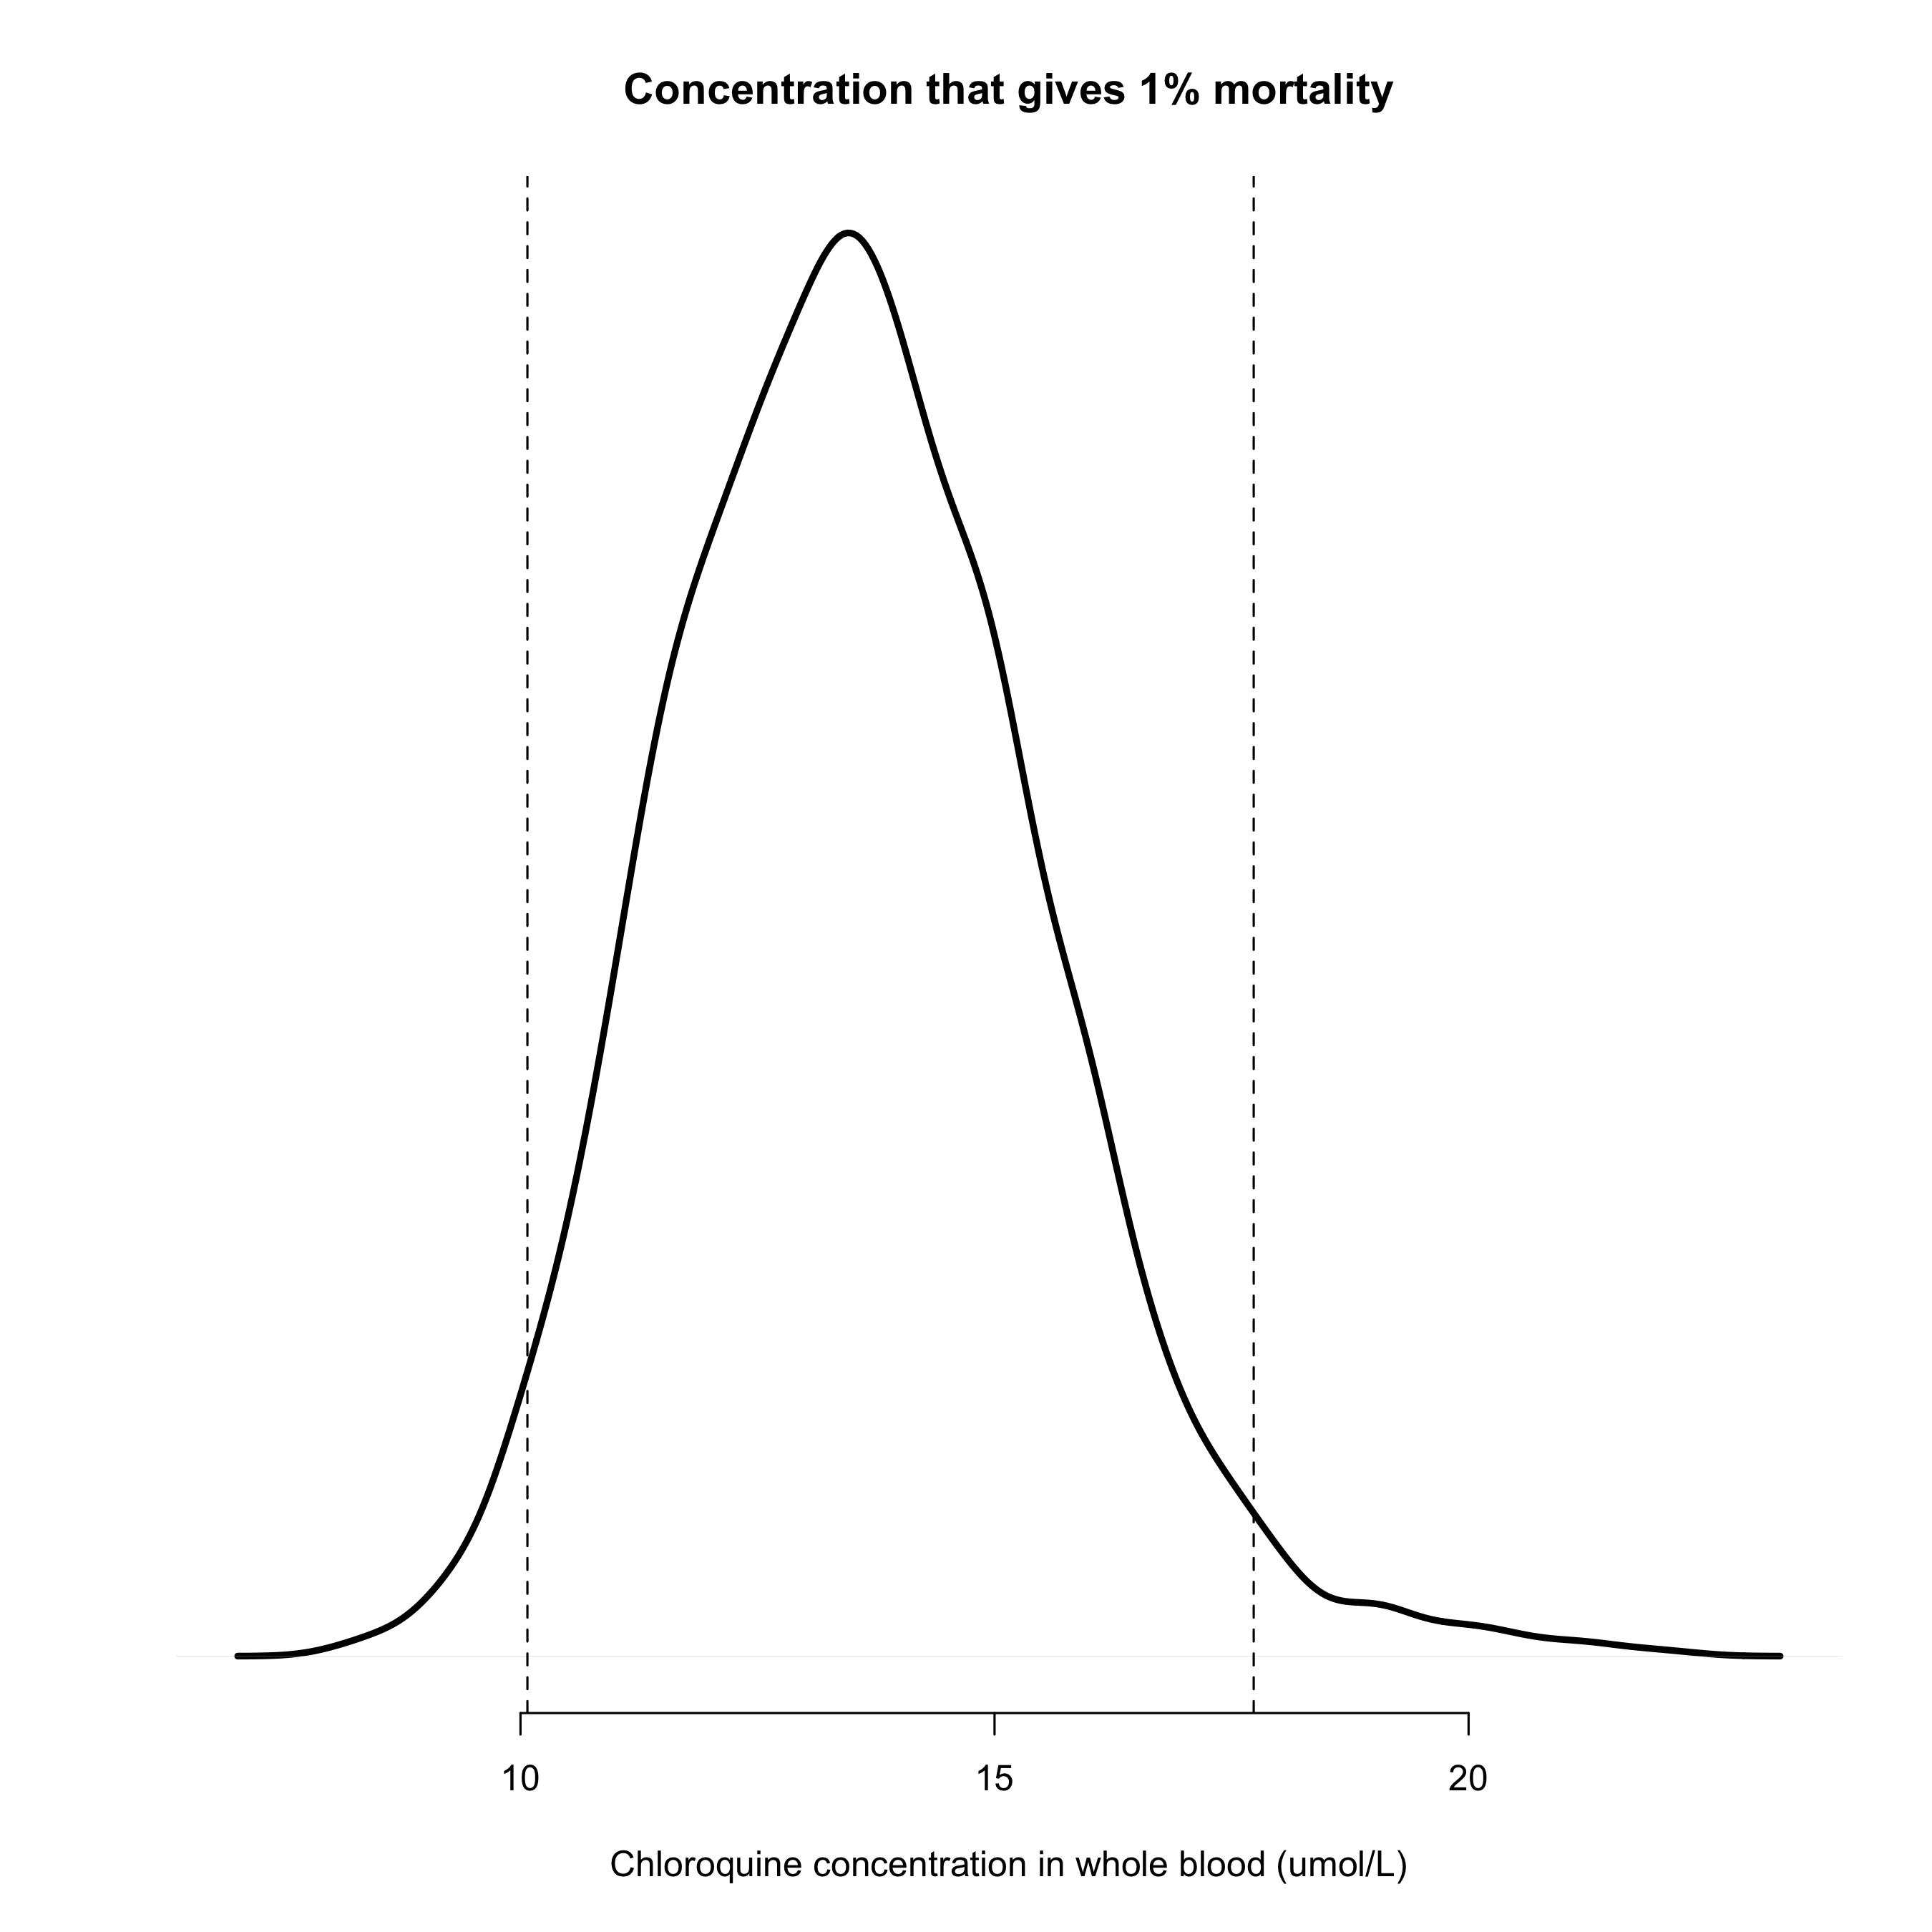 Concentration that gives 1% mortality
10 15 20
Chloroquine concentration in whole blood (umol/L)